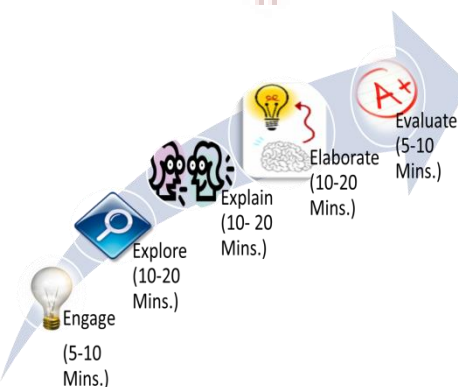 Engage
(5-10
Mins.)
Explore
(10-20
Mins.)
Explain
(10- 20
Mins.)
Elaborate
(10-20
Mins.)
A+
Evaluate
(5-10
Mins.)